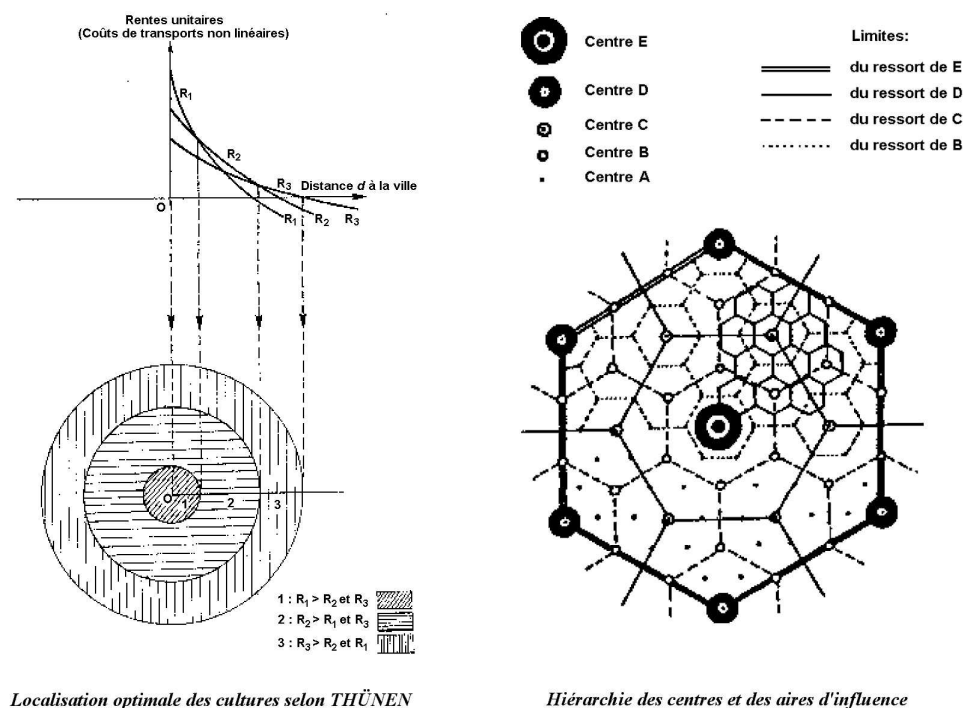 Rentes unitaires
(Coûts de transports non linéaires)
R1
R2
R3
Distance d à la ville
O
R1
R2
R3
O
1
2
3
1 : R1 > R2 et R3
2 : R2 > R1 et R3
3 : R3 > R2 et R1
Localisation optimale des cultures selon THÜNEN
Centre E
Centre D
Centre C
Centre B
Centre A
Limites:
du ressort de E
du ressort de D
du ressort de C
du ressort de B
Hiérarchie des centres et des aires d'influence